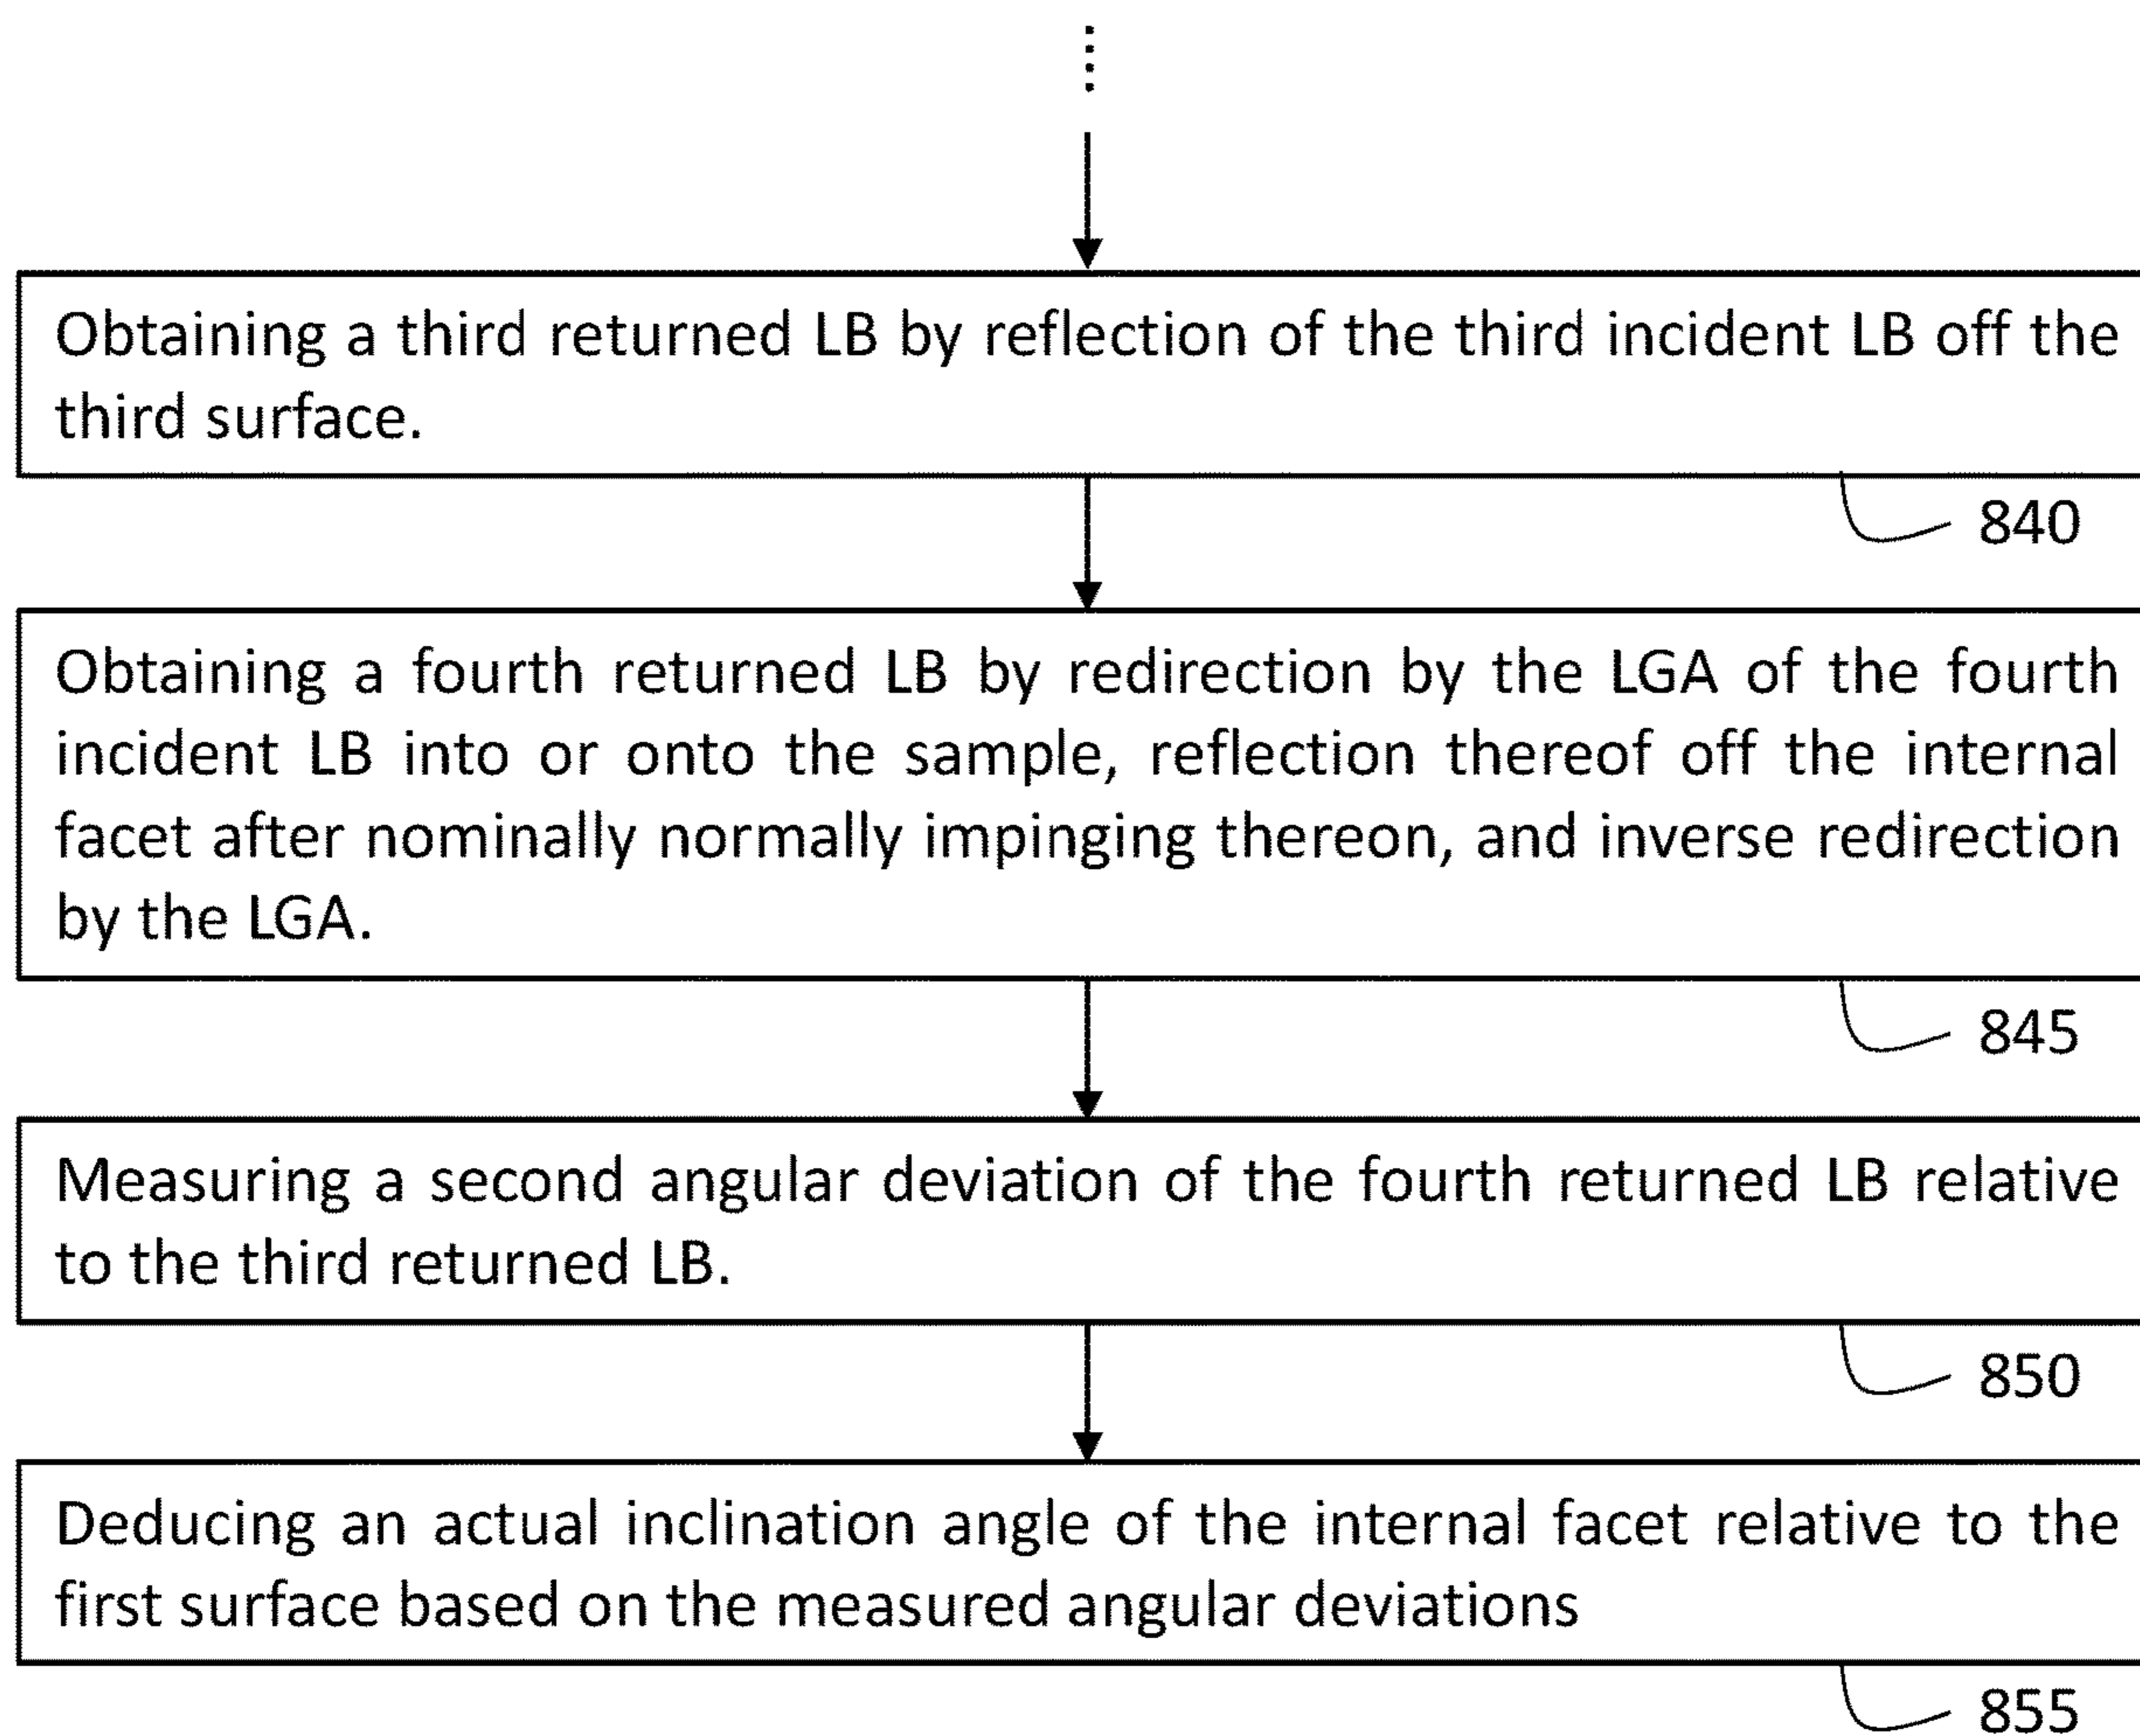 Obtaining a third returned LB by reflection of the third incident LB off the
third surface.
840
Obtaining a fourth returned LB by redirection by the LGA of the fourth
incident LB into or onto the sample, reflection thereof off the internal
facet after nominally normally impinging thereon, and inverse redirection
by the LGA.
845
Measuring a second angular deviation of the fourth returned LB relative
to the third returned LB.
850
Deducing an actual inclination angle of the internal facet relative to the
first surface based on the measured angular deviations
855